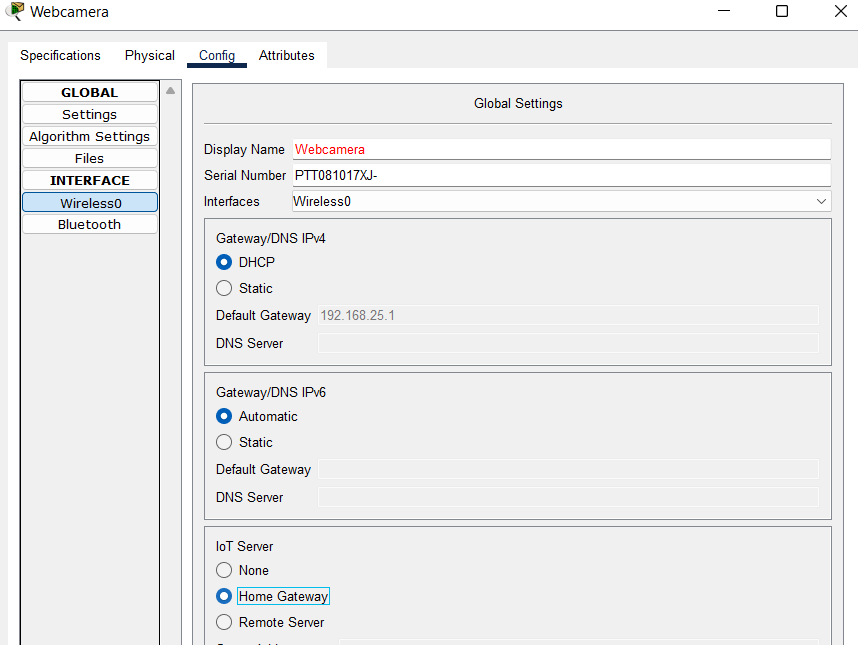 Webcamera
Specifications Physical Config Attributes
GLOBAL
Settings
Algorithm Settings
Files
INTERFACE
Wireless0
Bluetooth
Global Settings
Display Name Webcamera
Serial Number PTT081017XJ-
Interfaces Wireless0
Gateway/DNS IPv4
DHCP
Static
Default Gateway 192.168.25.1
DNS Server
Gateway/DNS IPv6
Automatic
Static
Default Gateway
DNS Server
IoT Server
None
Home Gateway
Remote Server